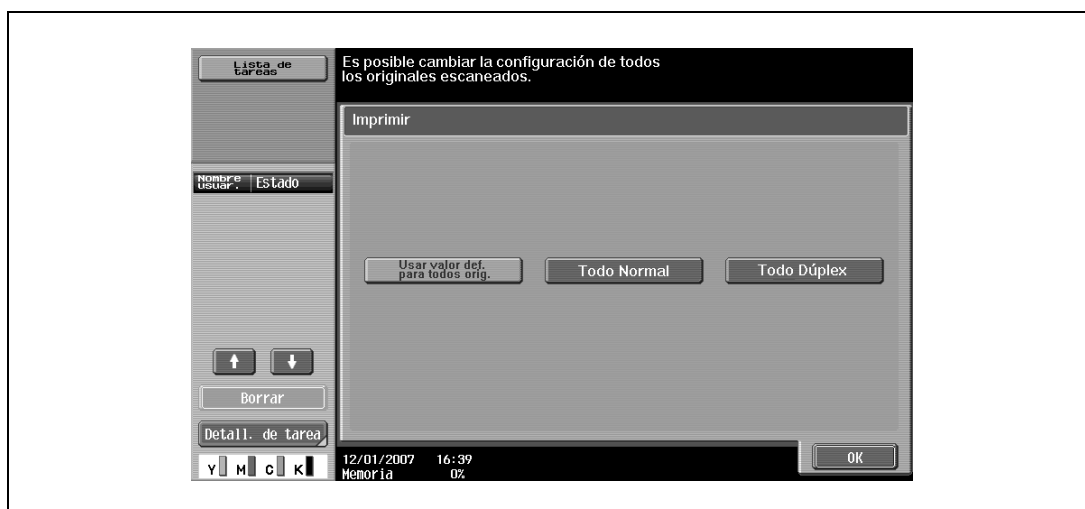 Lista de
tareas
Es posible cambiar la configuración de todos
los originales escaneados.
Imprimir
Nombre
usuar.
Estado
Usar valor def.
para todos orig.
Todo Normal
Todo Dúplex
Borrar
Detall. de tarea
Y M C K
12/01/2007 16:39
Memoria 0%
OK